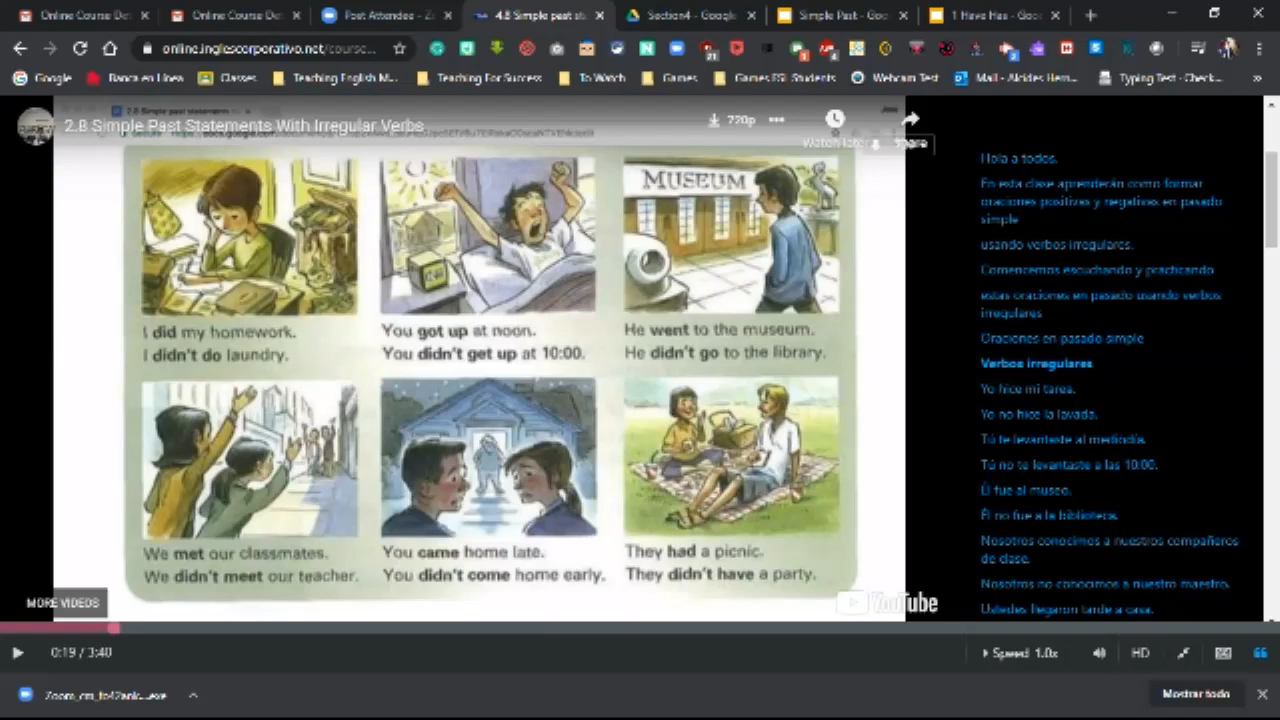 Online Course De
Online Course De
Post Attendee - Z
4.8 Simple past st
Section4 - Google
Simple Past - Goo
1 Have Has - Goo
online.inglescorporativo.net/course...
Google
Banca en Línea
Classes
Teaching English M...
Teaching For Success
To Watch
Games
Games ESL Students
Webcam Test
Mail - Alcides Hern...
Typing Test - Check...
2.8 Simple Past Statements With Irregular Verbs
720p
Watch later
Share
MUSEUM
I did my homework.
I didn't do laundry.
You got up at noon.
You didn't get up at 10:00.
He went to the museum.
He didn't go to the library.
We met our classmates.
We didn't meet our teacher.
You came home late.
You didn't come home early.
They had a picnic.
They didn't have a party.
MORE VIDEOS
YouTube
Hola a todos.
En esta clase aprenderán como formar
oraciones positivas y negativas en pasado
simple
usando verbos irregulares.
Comencemos escuchando y practicando
estas oraciones en pasado usando verbos
irregulares
Oraciones en pasado simple
Verbos irregulares
Yo hice mi tarea.
Yo no hice la lavada.
Tú te levantaste al mediodía.
Tú no te levantaste a las 10:00.
Él fue al museo.
Él no fue a la biblioteca.
Nosotros conocimos a nuestros compañeros
de clase.
Nosotros no conocimos a nuestro maestro.
Ustedes llegaron tarde a casa.
0:19 / 3:40
Speed 1.0x
HD
Mostrar todo